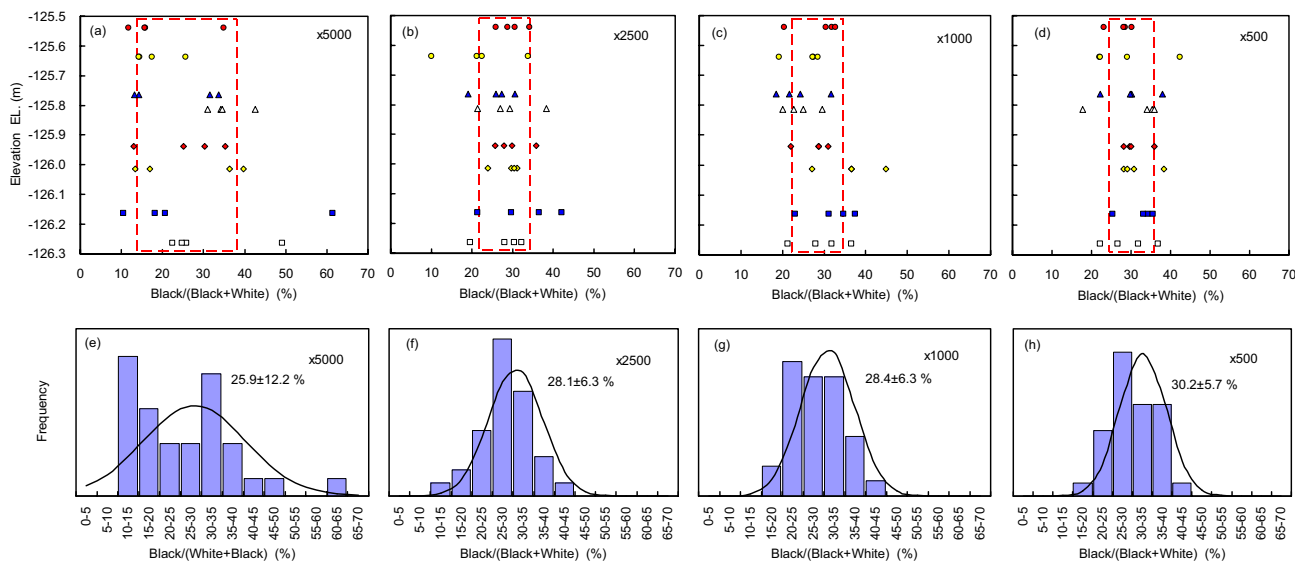 -125.5
-125.6
-125.7
-125.8
-125.9
-126.0
-126.1
-126.2
-126.3
Elevation EL. (m)
(a)
x5000
0 10 20 30 40 50 60 70
Black/(Black+White) (%)
(b)
x2500
0 10 20 30 40 50 60 70
Black/(Black+White) (%)
(c)
x1000
0 10 20 30 40 50 60 70
Black/(Black+White) (%)
(d)
x500
0 10 20 30 40 50 60 70
Black/(Black+White) (%)
Frequency
(e)
x5000
25.9±12.2 %
0-5 5-10 10-15 15-20 20-25 25-30 30-35 35-40 40-45 45-50 50-55 55-60 60-65 65-70
Black/(White+Black) (%)
(f)
x2500
28.1±6.3 %
0-5 5-10 10-15 15-20 20-25 25-30 30-35 35-40 40-45 45-50 50-55 55-60 60-65 65-70
Black/(Black+White) (%)
(g)
x1000
28.4±6.3 %
0-5 5-10 10-15 15-20 20-25 25-30 30-35 35-40 40-45 45-50 50-55 55-60 60-65 65-70
Black/(Black+White) (%)
(h)
x500
30.2±5.7 %
0-5 5-10 10-15 15-20 20-25 25-30 30-35 35-40 40-45 45-50 50-55 55-60 60-65 65-70
Black/(Black+White) (%)